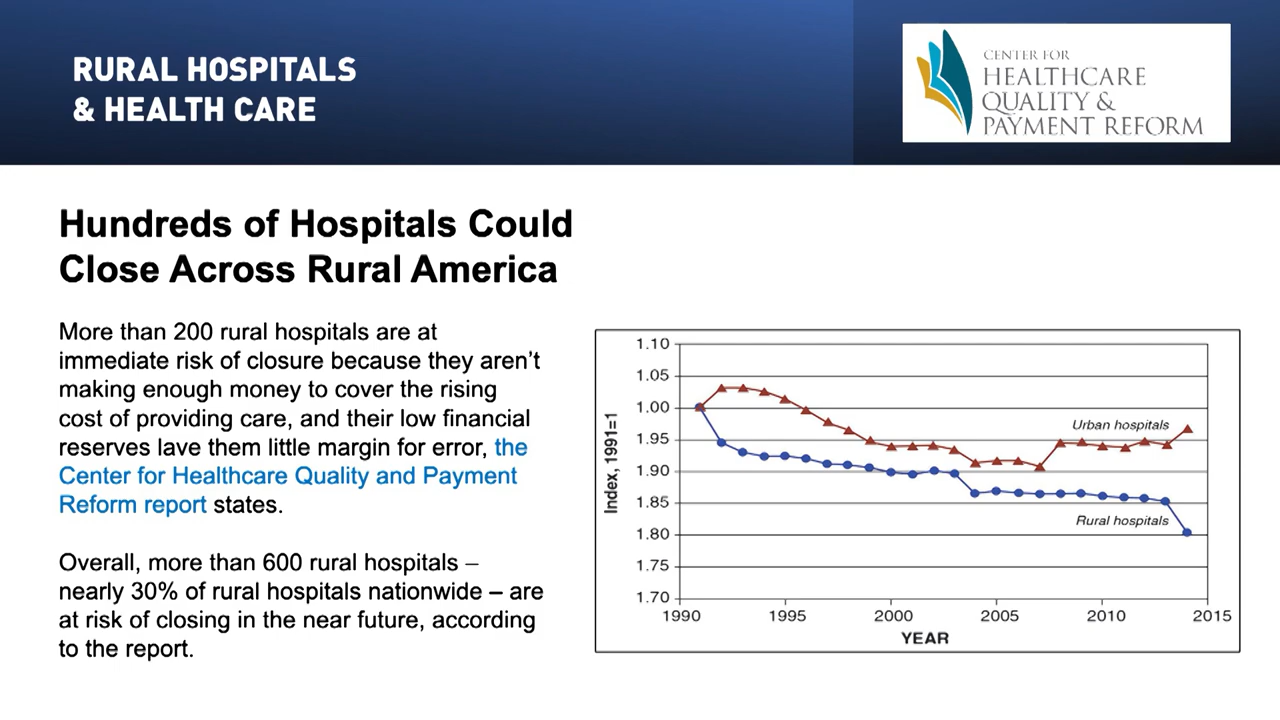 RURAL HOSPITALS
& HEALTH CARE
CENTER FOR
HEALTHCARE
QUALITY &
PAYMENT REFORM
Hundreds of Hospitals Could
Close Across Rural America
More than 200 rural hospitals are at
immediate risk of closure because they aren’t
making enough money to cover the rising
cost of providing care, and their low financial
reserves lave them little margin for error, the
Center for Healthcare Quality and Payment
Reform report states.
Overall, more than 600 rural hospitals –
nearly 30% of rural hospitals nationwide – are
at risk of closing in the near future, according
to the report.
1.10
1.05
1.00
1.95
1.90
1.85
1.80
1.75
1.70
Index, 1991=1
Urban hospitals
Rural hospitals
1990 1995 2000 2005 2010 2015
YEAR